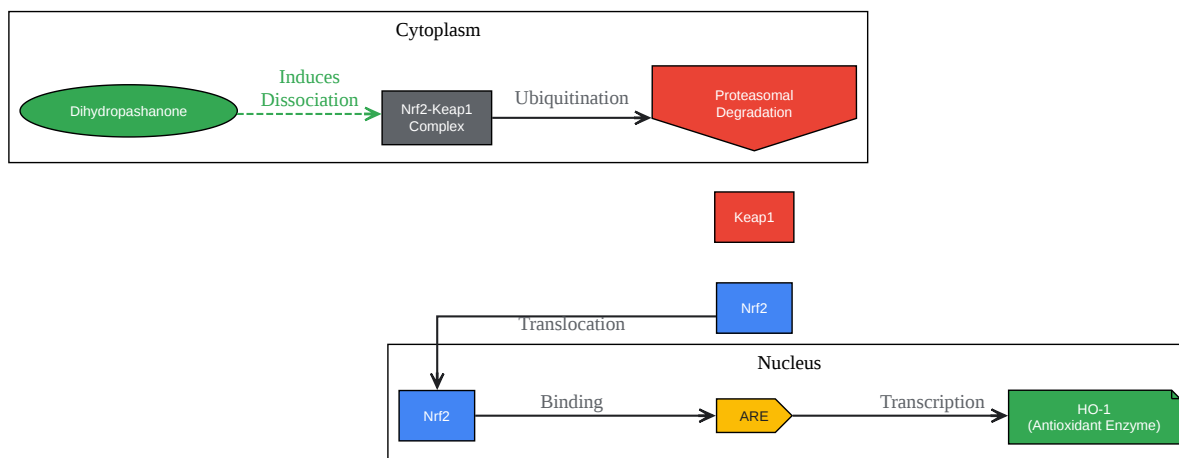 Cytoplasm
Induces
Dissociation
Dihydropashanone
Nrf2-Keap1
Complex
Ubiquitination
Proteasomal
Degradation
Keap1
Nrf2
Translocation
Nucleus
Nrf2
Binding
ARE
Transcription
HO-1
(Antioxidant Enzyme)